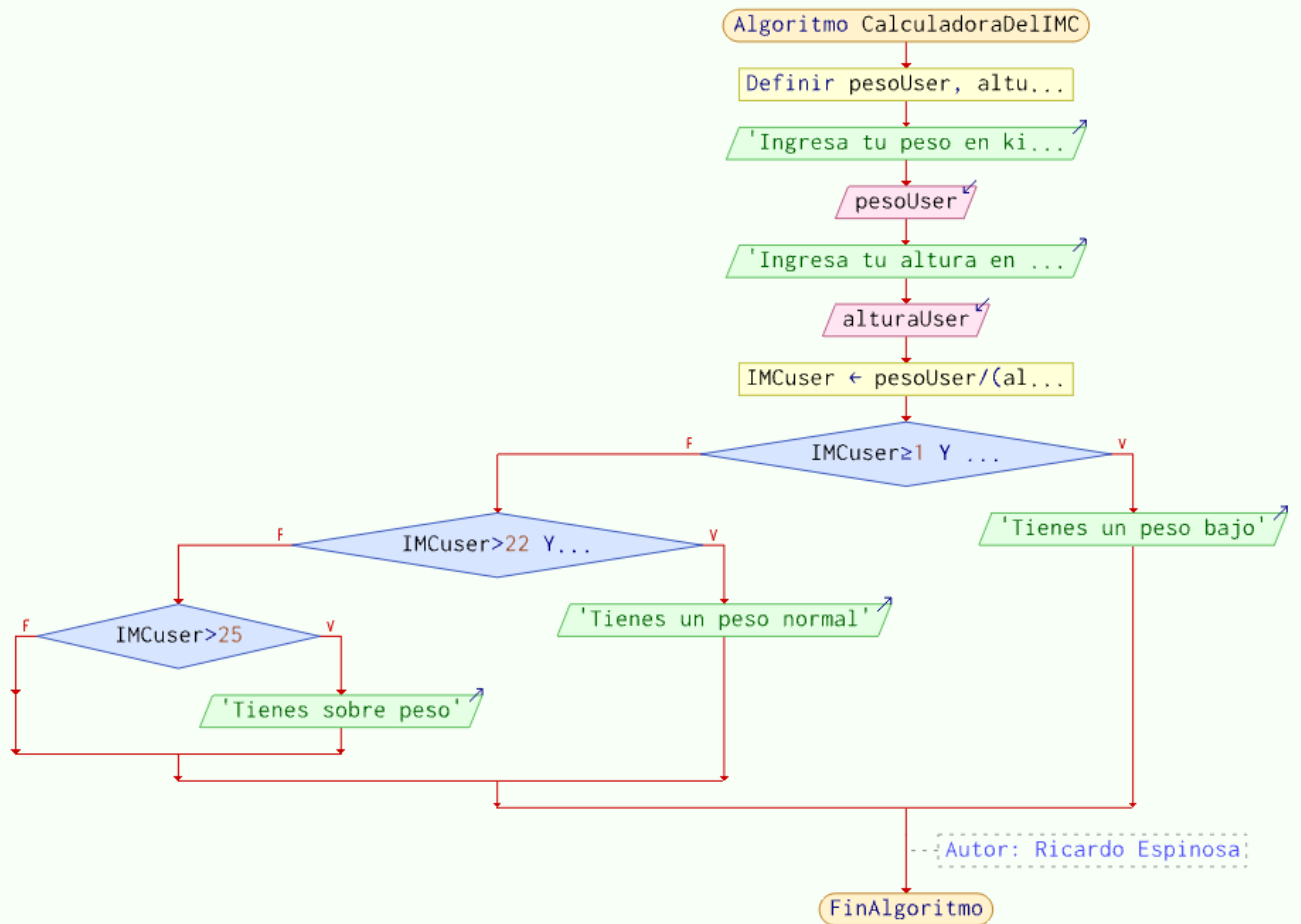 Algoritmo CalculadoraDelIMC
Definir pesoUser, altu...
'Ingresa tu peso en ki...
pesoUser
'Ingresa tu altura en ...
alturaUser
IMCuser ← pesoUser/(al...
F
IMCuser≥1 Y ...
V
F
IMCuser>22 Y...
V
'Tienes un peso bajo'
F
IMCuser>25
V
'Tienes un peso normal'
'Tienes sobre peso'
Autor: Ricardo Espinosa
FinAlgoritmo